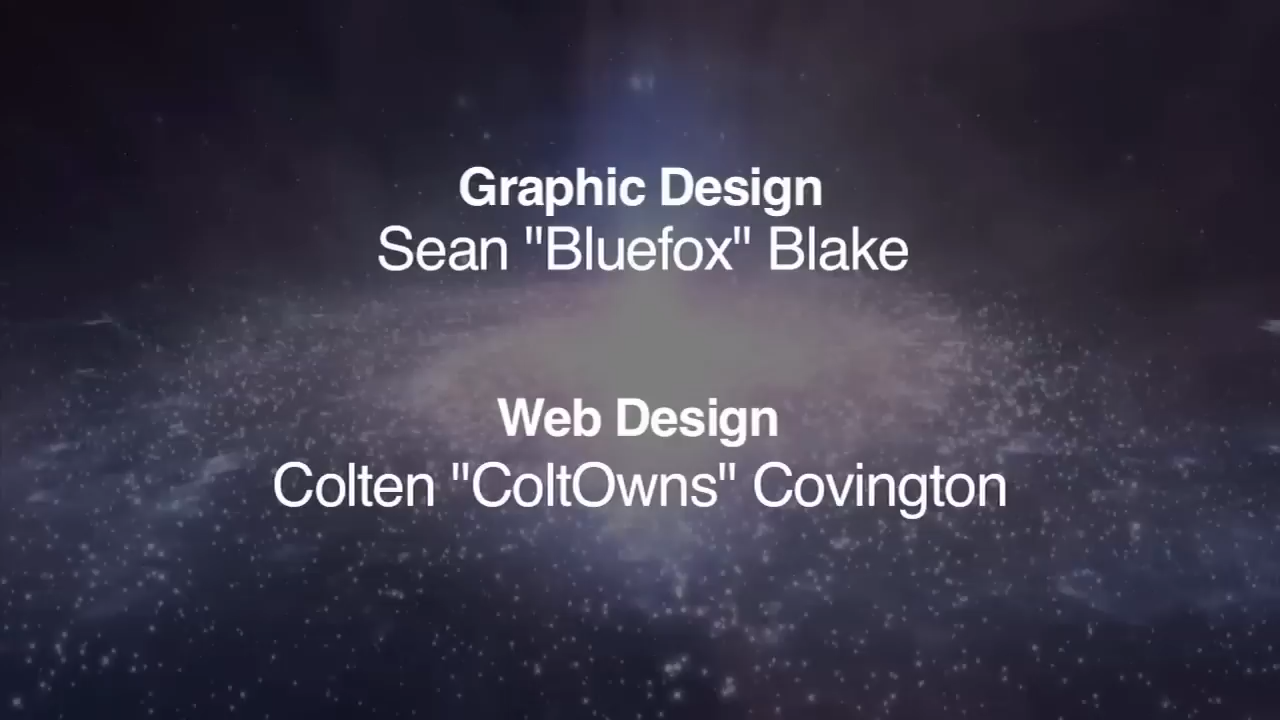 Graphic Design
Sean "Bluefox" Blake
Web Design
Colten "ColtOwns" Covington